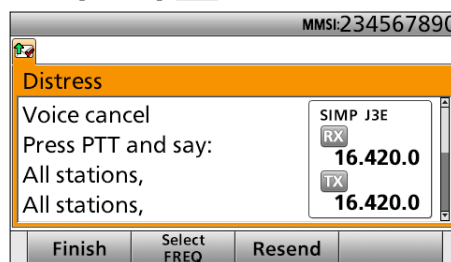 MMSI:234567890
Distress
Voice cancel
Press PTT and say:
All stations,
All stations,
SIMP J3E
RX
16.420.0
TX
16.420.0
Finish
Select
FREQ
Resend